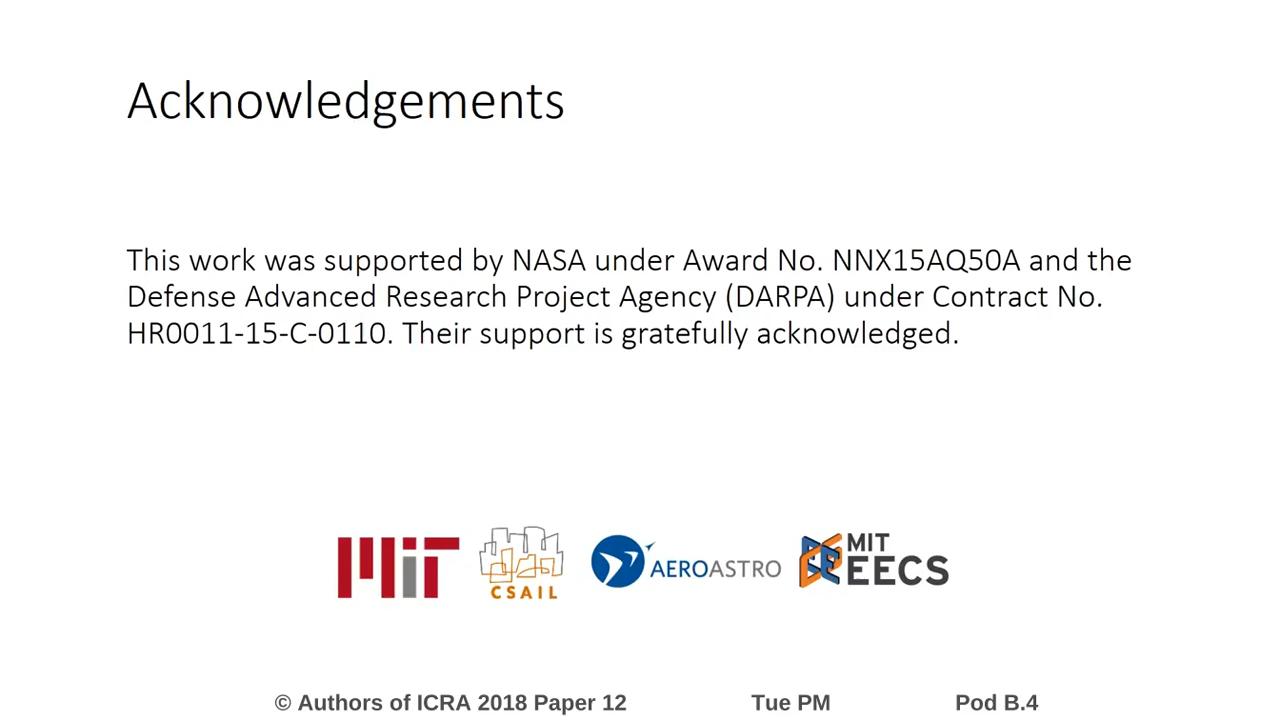 Acknowledgements
This work was supported by NASA under Award No. NNX15AQ50A and the
Defense Advanced Research Project Agency (DARPA) under Contract No.
HR0011-15-C-0110. Their support is gratefully acknowledged.
MIT
CSAIL
AEROASTRO
MIT
EECS
© Authors of ICRA 2018 Paper 12 Tue PM Pod B.4